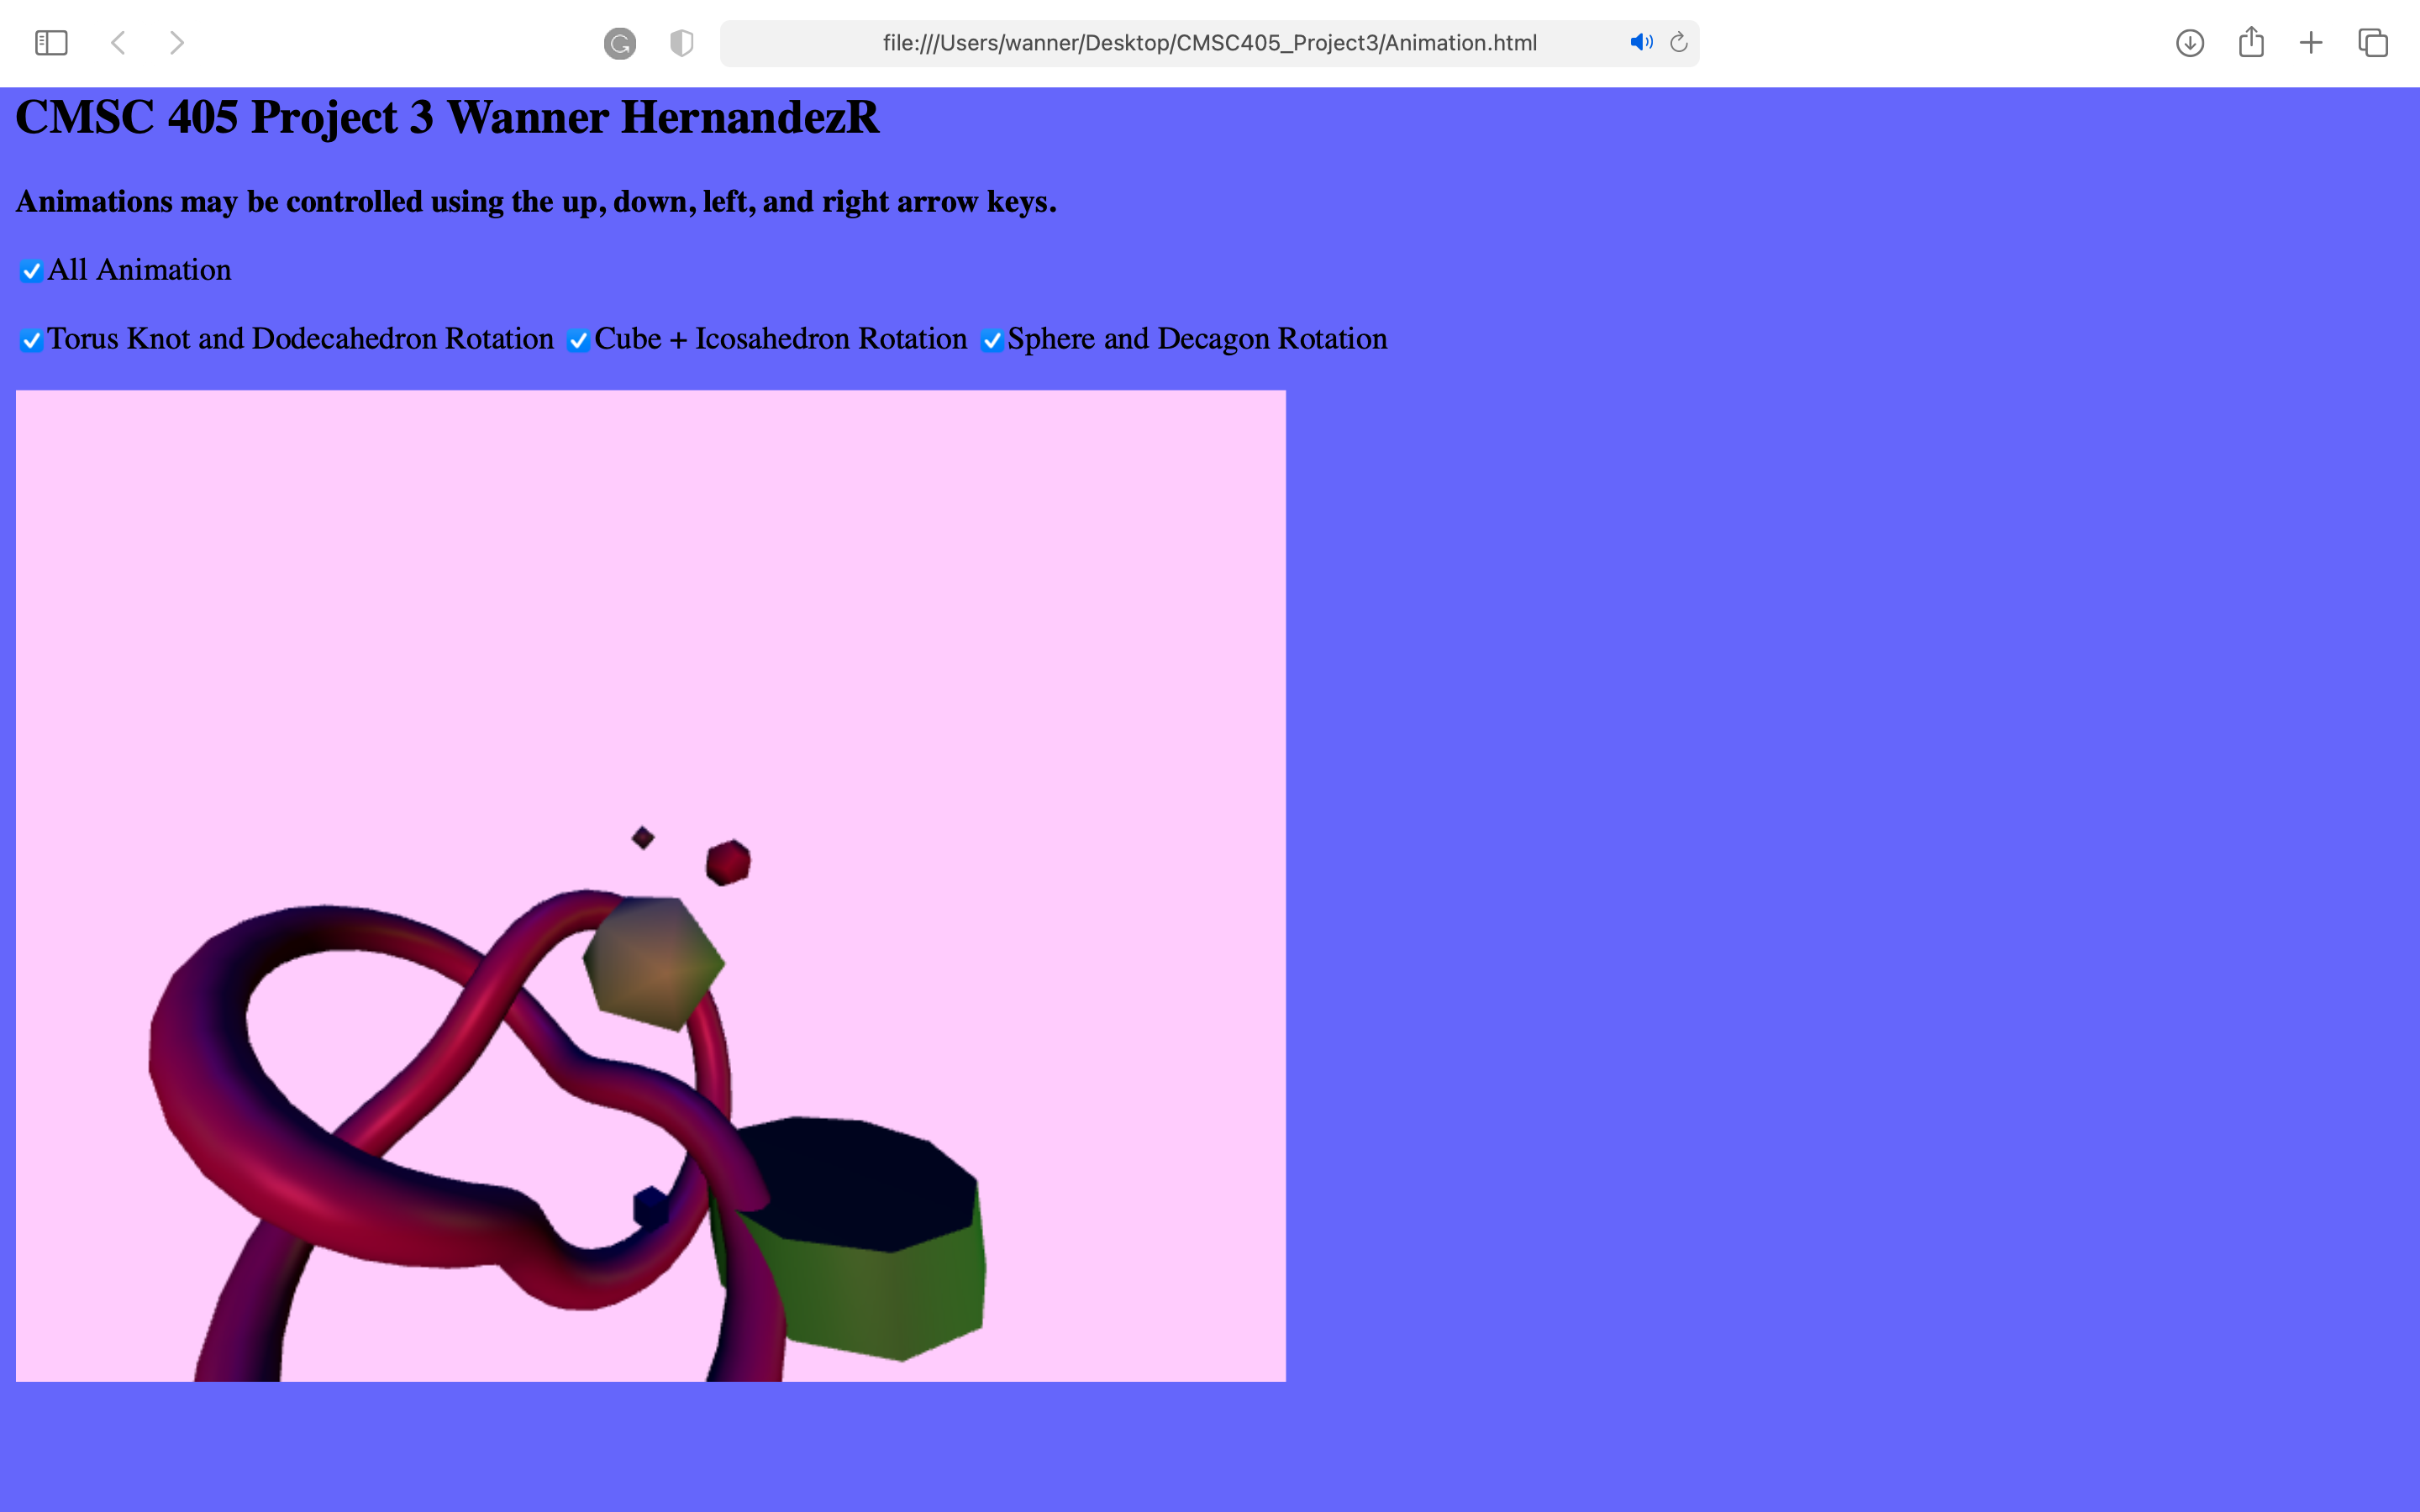 file:///Users/wanner/Desktop/CMSC405_Project3/Animation.html
CMSC 405 Project 3 Wanner HernandezR
Animations may be controlled using the up, down, left, and right arrow keys.
All Animation
Torus Knot and Dodecahedron Rotation Cube + Icosahedron Rotation Sphere and Decagon Rotation